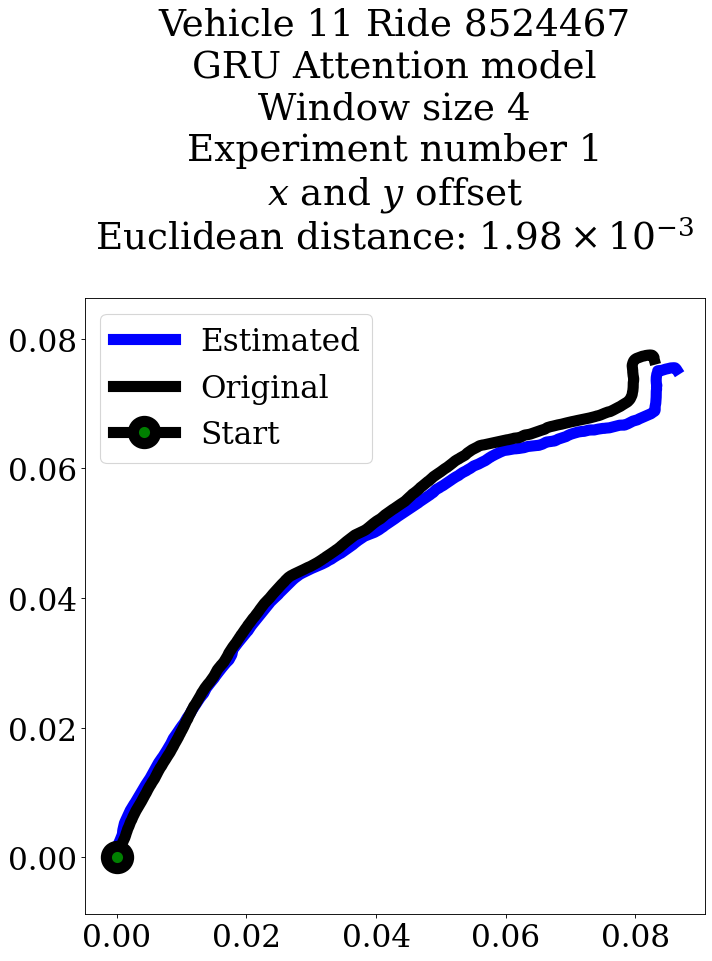 Vehicle 11 Ride 8524467
GRU Attention model
Window size 4
Experiment number 1
x and y offset
Euclidean distance: 1.98 × 10⁻³
Estimated
Original
Start
0.08
0.06
0.04
0.02
0.00
0.00 0.02 0.04 0.06 0.08